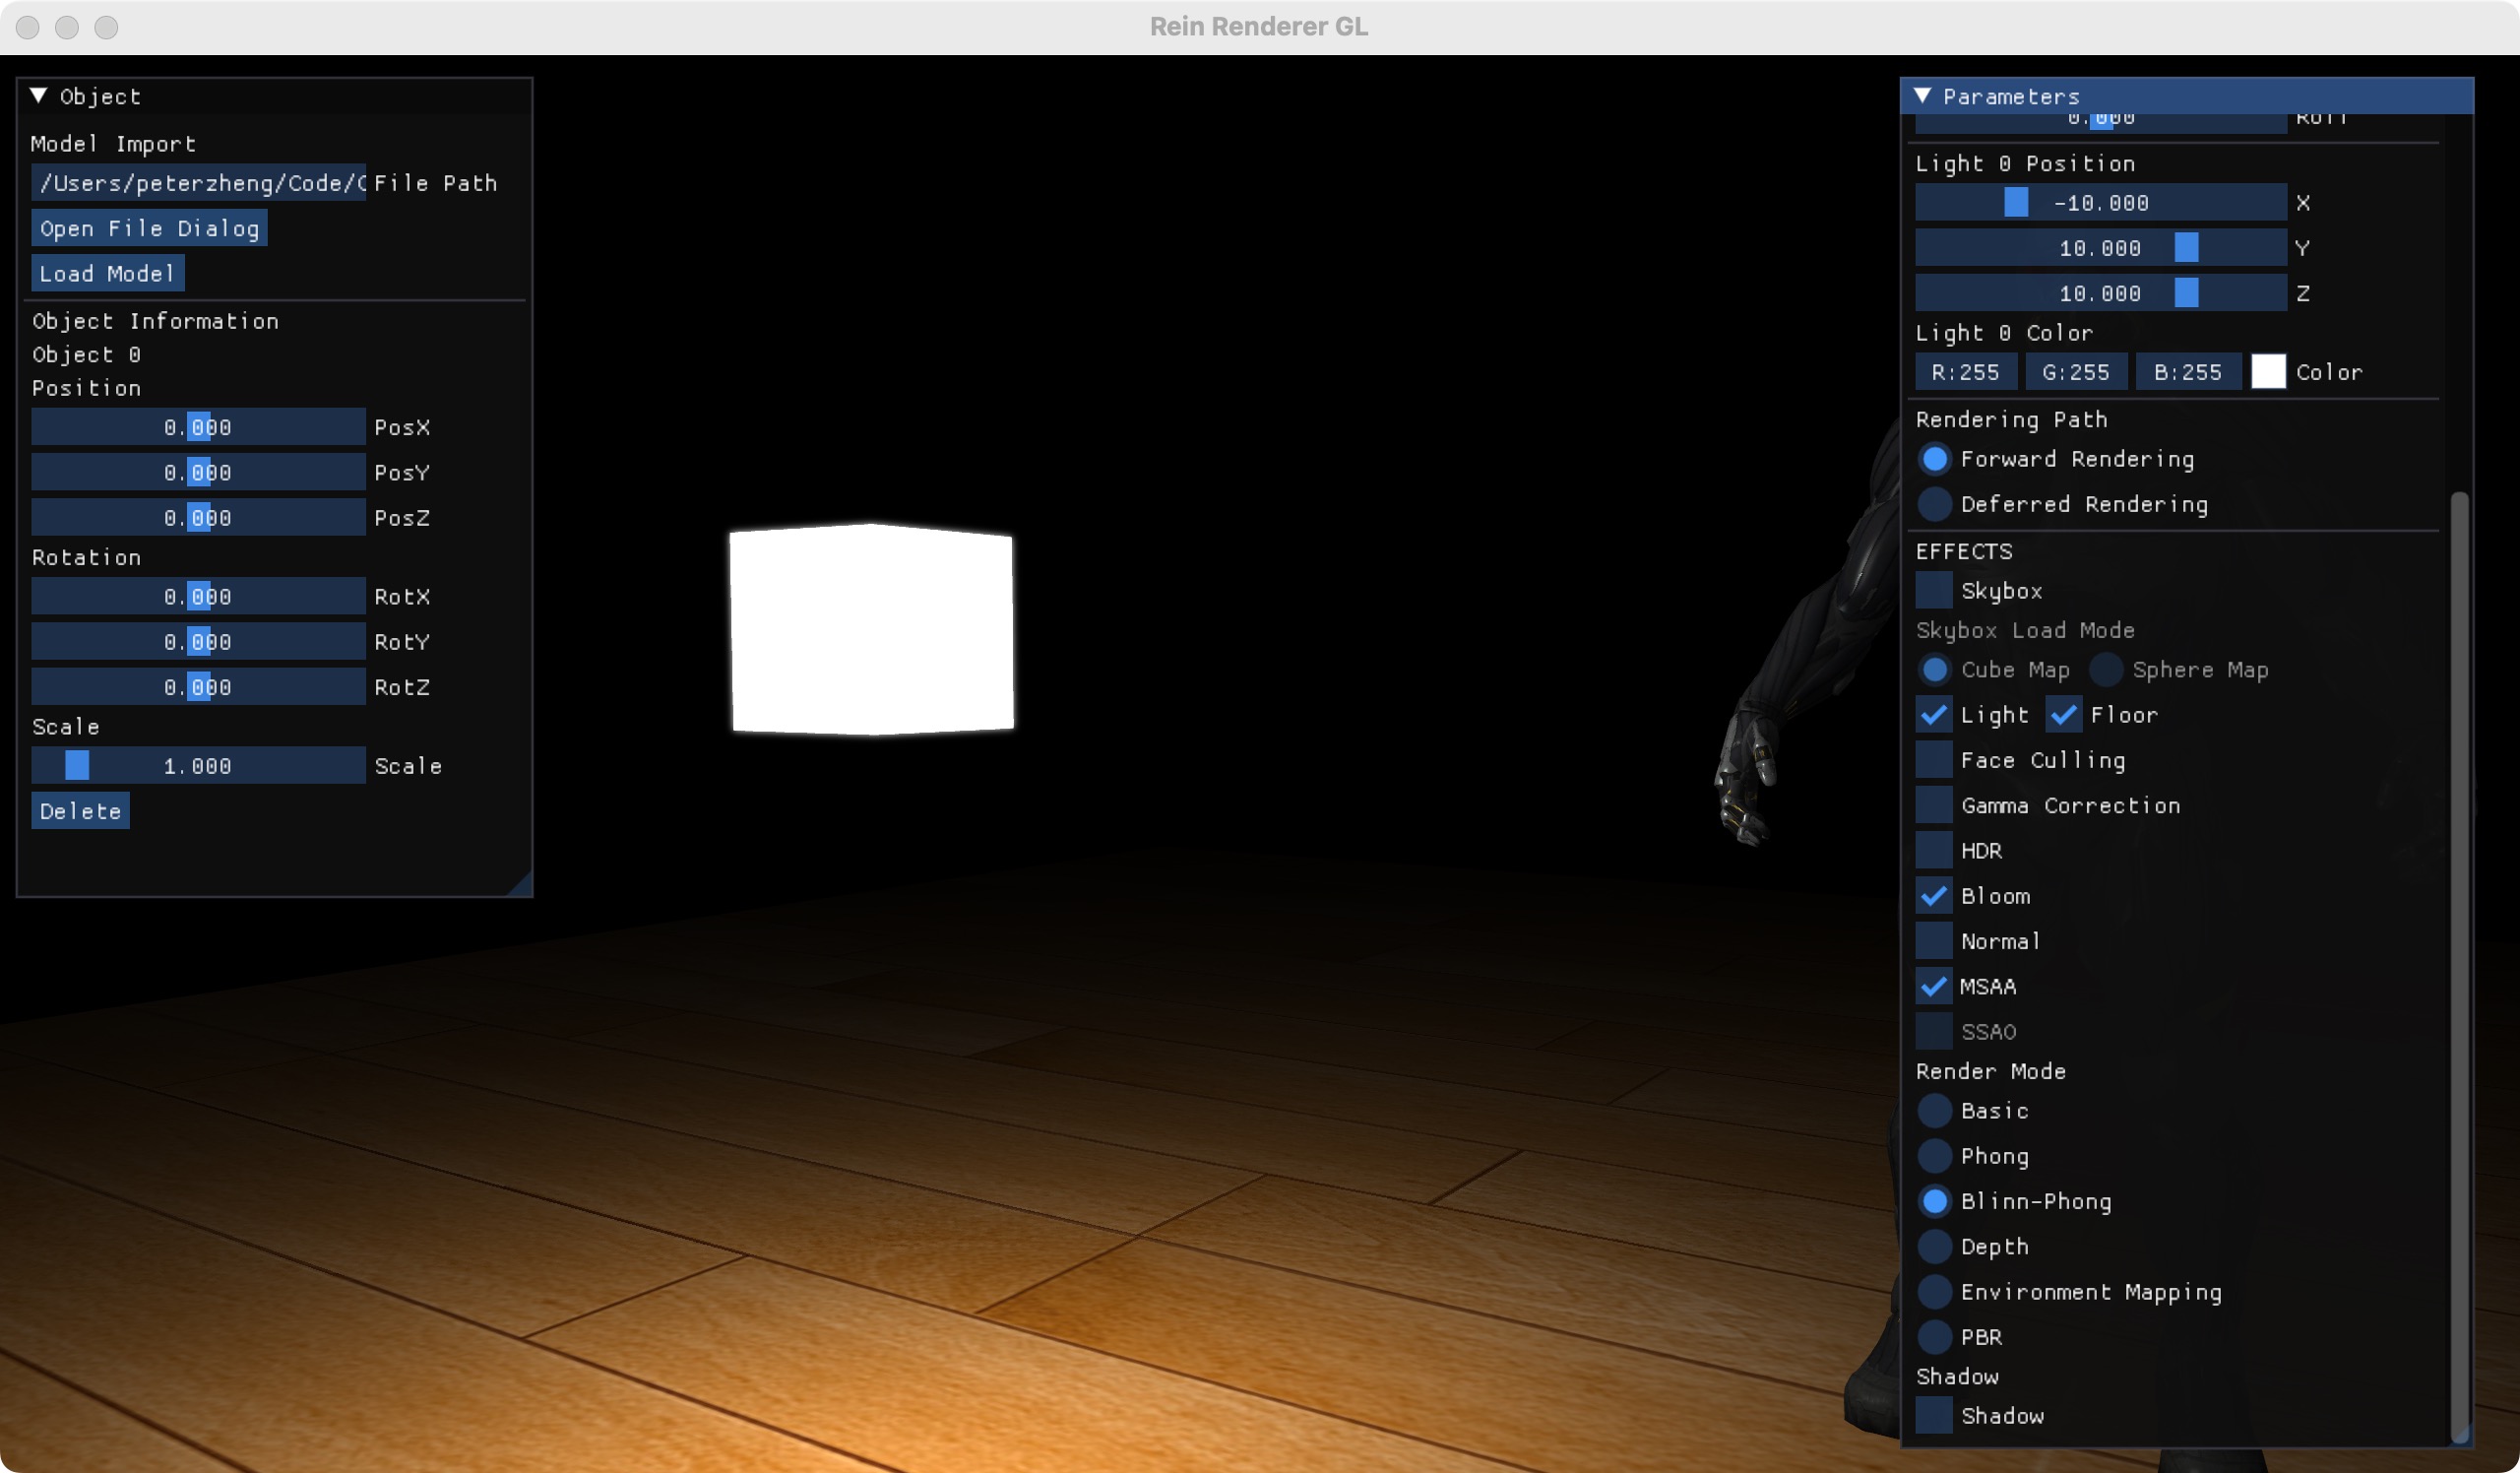 Rein Renderer GL
Object
Model Import
/Users/peterzheng/Code/ File Path
Open File Dialog
Load Model
Object Information
Object 0
Position
0.000 PosX
0.000 PosY
0.000 PosZ
Rotation
0.000 RotX
0.000 RotY
0.000 RotZ
Scale
1.000 Scale
Delete
Parameters
0.000 Roll
Light 0 Position
-10.000 X
10.000 Y
10.000 Z
Light 0 Color
R:255 G:255 B:255 Color
Rendering Path
Forward Rendering
Deferred Rendering
EFFECTS
Skybox
Skybox Load Mode
Cube Map Sphere Map
Light Floor
Face Culling
Gamma Correction
HDR
Bloom
Normal
MSAA
SSAO
Render Mode
Basic
Phong
Blinn-Phong
Depth
Environment Mapping
PBR
Shadow
Shadow